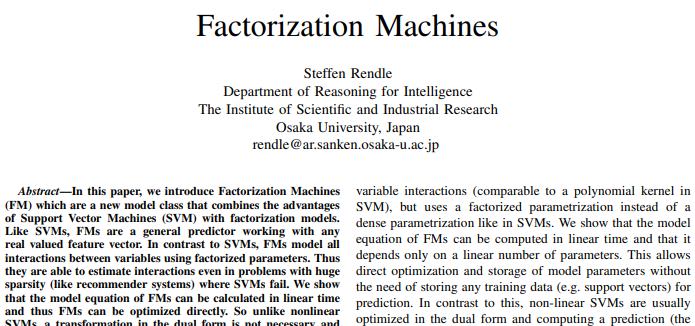 Factorization Machines
Steffen Rendle
Department of Reasoning for Intelligence
The Institute of Scientific and Industrial Research
Osaka University, Japan
rendle@ar.sanken.osaka-u.ac.jp
Abstract—In this paper, we introduce Factorization Machines
(FM) which are a new model class that combines the advantages
of Support Vector Machines (SVM) with factorization models.
Like SVMs, FMs are a general predictor working with any
real valued feature vector. In contrast to SVMs, FMs model all
interactions between variables using factorized parameters. Thus
they are able to estimate interactions even in problems with huge
sparsity (like recommender systems) where SVMs fail. We show
that the model equation of FMs can be calculated in linear time
and thus FMs can be optimized directly. So unlike nonlinear
SVMs, a transformation in the dual form is not necessary and
variable interactions (comparable to a polynomial kernel in
SVM), but uses a factorized parametrization instead of a
dense parametrization like in SVMs. We show that the model
equation of FMs can be computed in linear time and that it
depends only on a linear number of parameters. This allows
direct optimization and storage of model parameters without
the need of storing any training data (e.g. support vectors) for
prediction. In contrast to this, non-linear SVMs are usually
optimized in the dual form and computing a prediction (the